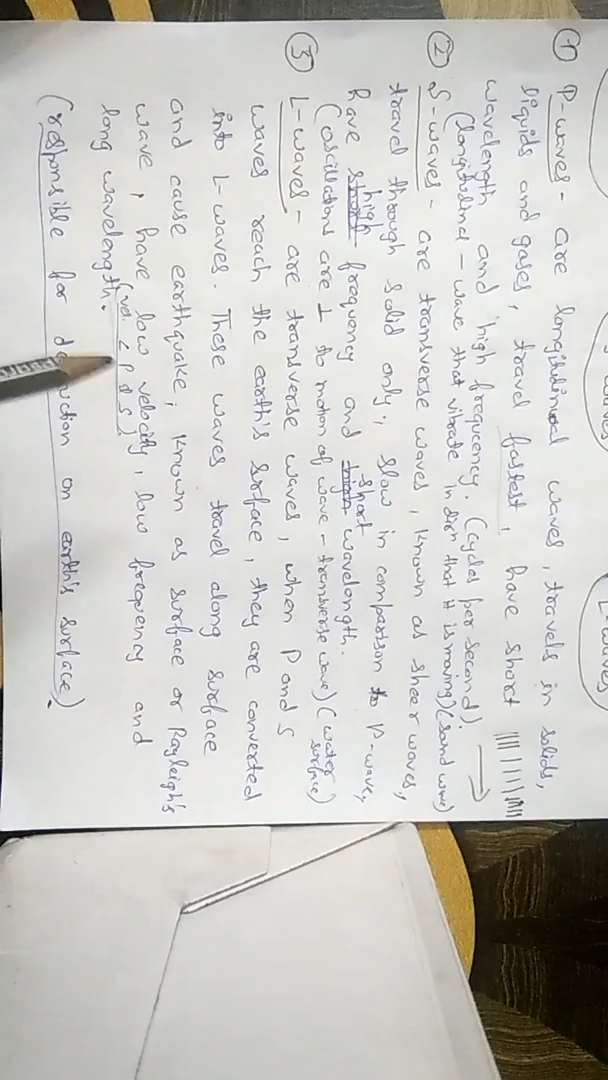 L-waves
① P-waves - are longitudinal waves, travels in solids,
liquids and gases, travel fastest, have short
wavelength and high frequency. (cycles per second).
(longitudinal - wave that vibrate in dirn that it is moving) (sound wave)
② S-waves - are transverse waves, known as sheer waves,
travel through solid only, slow in comparison to P-wave,
have short high frequency and high short wavelength.
(oscillations are ⊥ to motion of wave - transverse wave) (water surface)
③ L-waves - are transverse waves, when P and S
waves reach the earth's surface, they are converted
into L-waves. These waves travel along surface
and cause earthquake, known as surface or Rayleigh's
wave, have low velocity, low frequency and
long wavelength. (vel < P & S)
(responsible for on earth's surface).